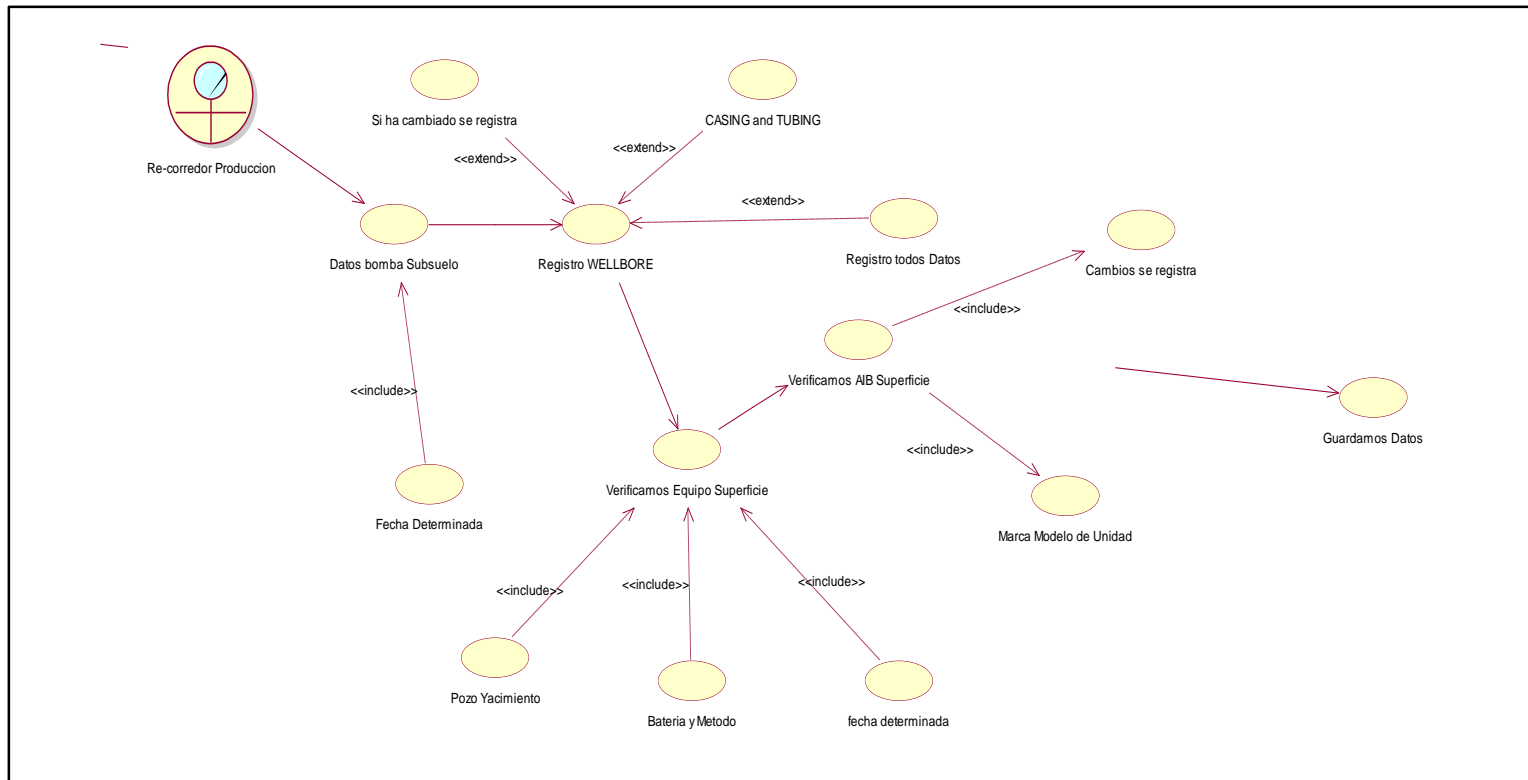 Si ha cambiado se registra
CASING and TUBING
<<extend>>
<<extend>>
Re-corredor Produccion
<<extend>>
Datos bomba Subsuelo
Registro WELLBORE
Registro todos Datos
Cambios se registra
<<include>>
Verificamos AIB Superficie
<<include>>
Guardamos Datos
<<include>>
Verificamos Equipo Superficie
Fecha Determinada
Marca Modelo de Unidad
<<include>>
<<include>>
<<include>>
Pozo Yacimiento
Bateria y Metodo
fecha determinada